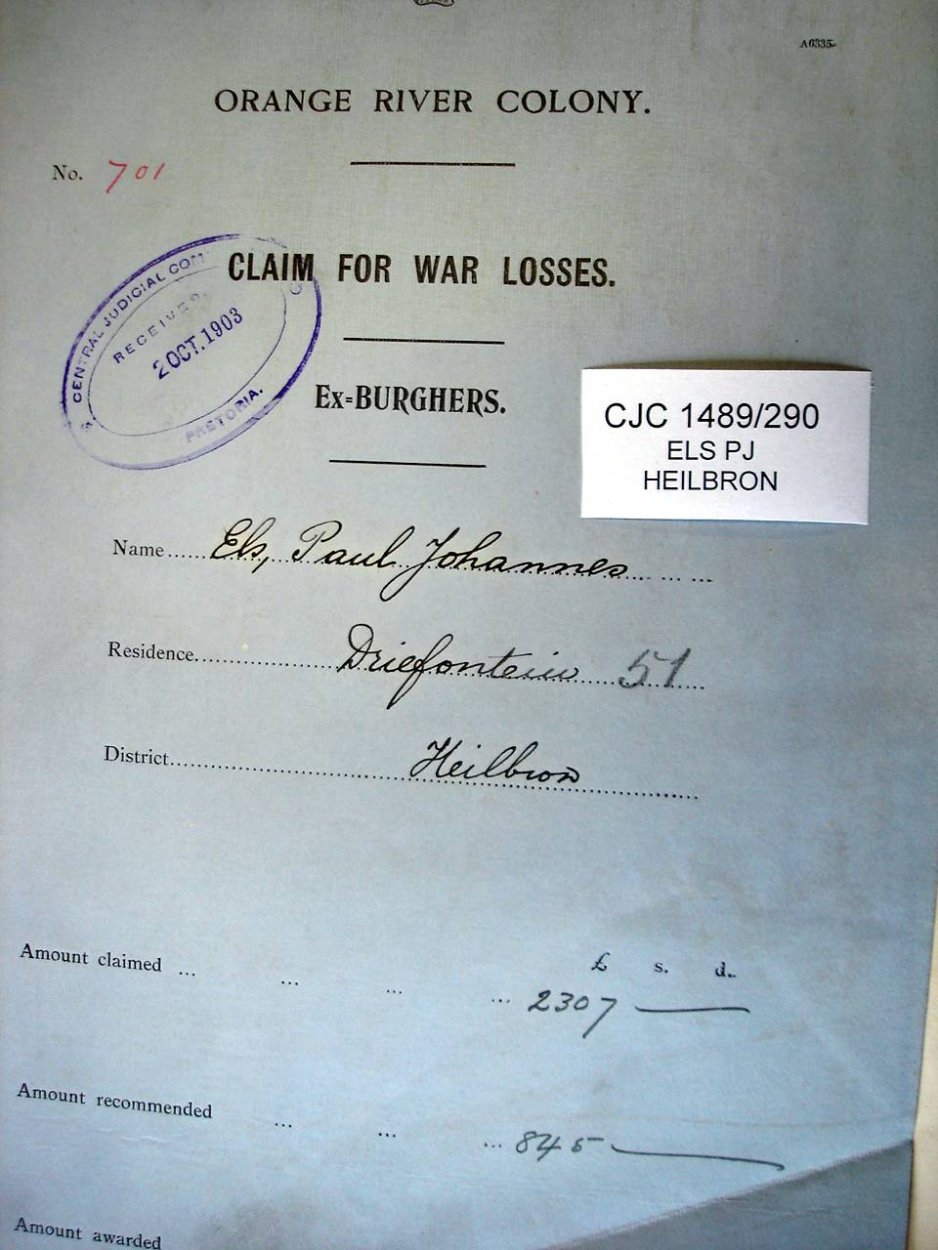 A6335
ORANGE RIVER COLONY.
No. 701
CENTRAL JUDICIAL
RECEIVED
2 OCT. 1903
PRETORIA.
CLAIM FOR WAR LOSSES.
Ex-BURGHERS.
CJC 1489/290
ELS PJ
HEILBRON
Name...... Els, Paul Johannes ... ...
Residence.................. Driefontein ..... 51 ....
District.................. Heilbron ..................
£ s. d.
Amount claimed ... ... ... ... 2307 —
Amount recommended ... ... ... 845 —
Amount awarded